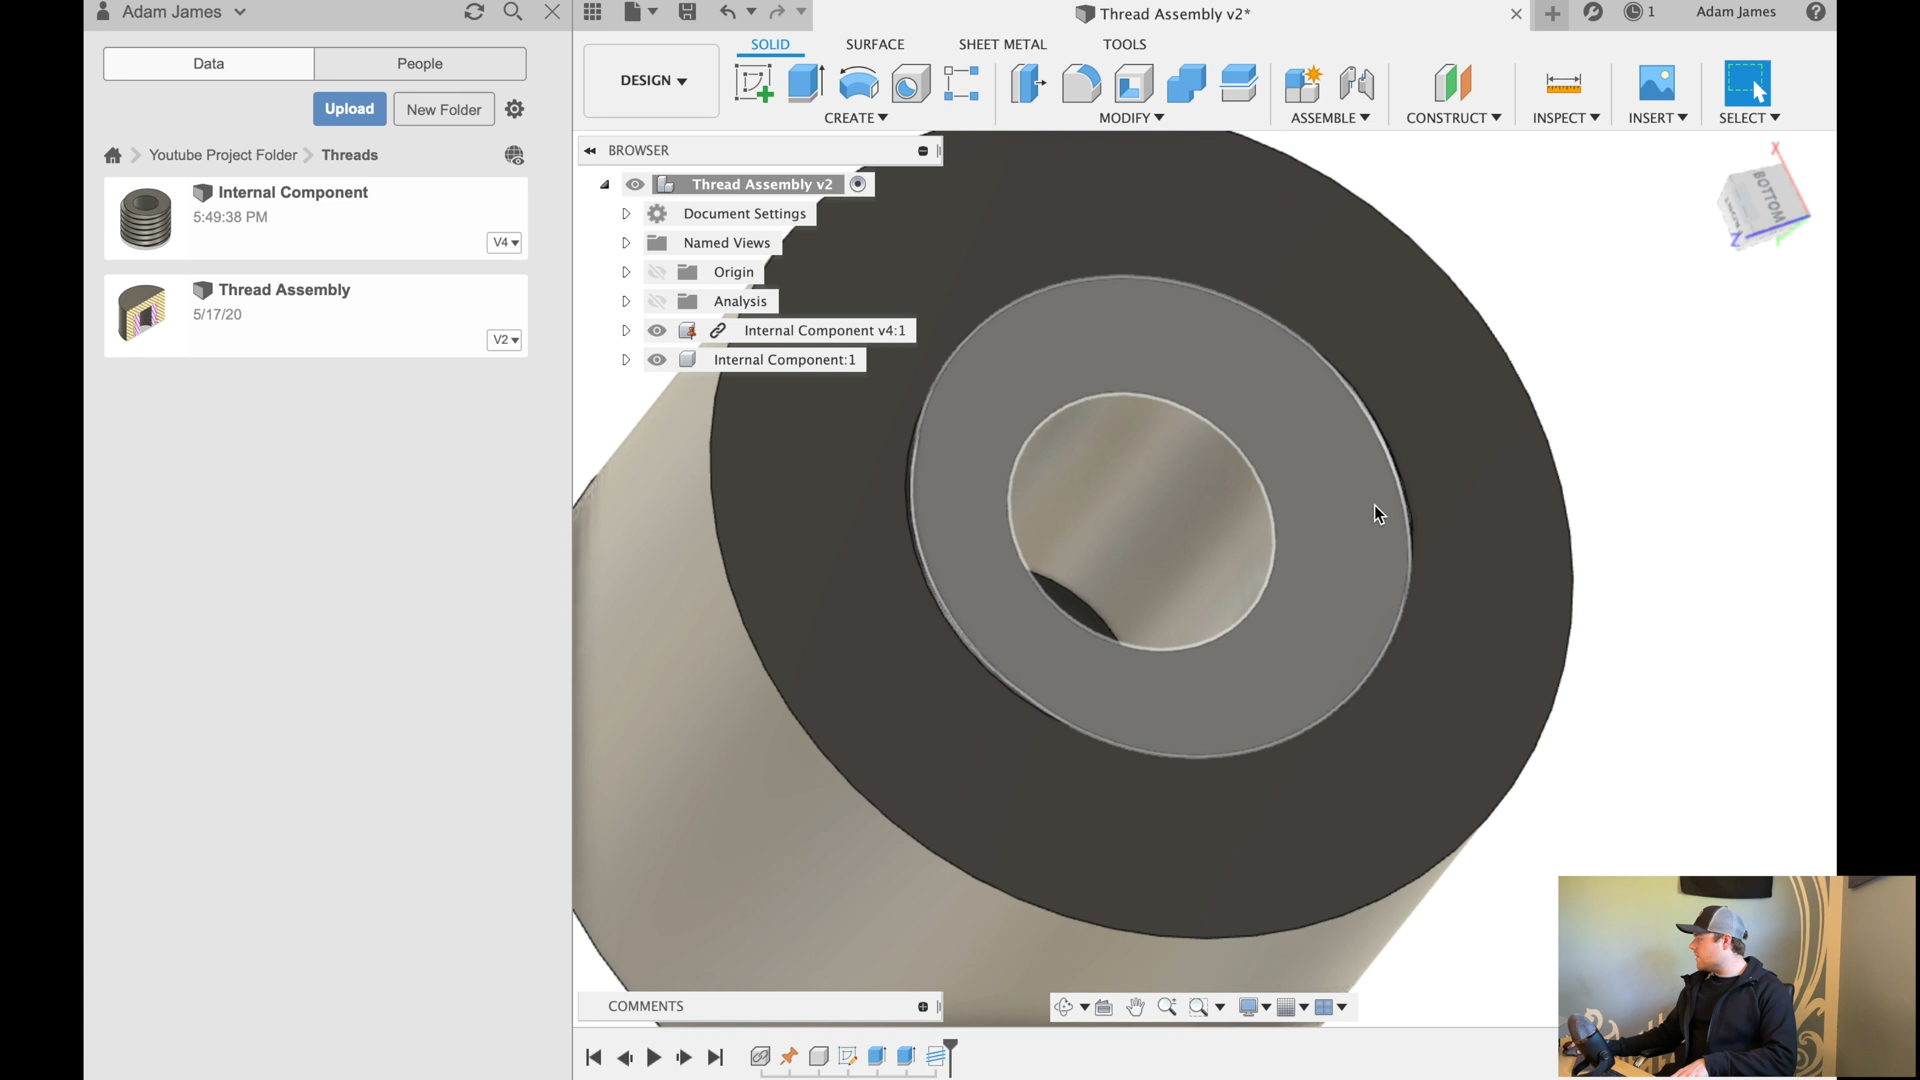 Adam James
Thread Assembly v2*
1
Adam James
Data
People
Upload
New Folder
Youtube Project Folder
Threads
Internal Component
5:49:38 PM
V4
Thread Assembly
5/17/20
V2
DESIGN
SOLID
SURFACE
SHEET METAL
TOOLS
CREATE
MODIFY
ASSEMBLE
CONSTRUCT
INSPECT
INSERT
SELECT
BROWSER
Thread Assembly v2
Document Settings
Named Views
Origin
Analysis
Internal Component v4:1
Internal Component:1
X
BOTTOM
Z
COMMENTS